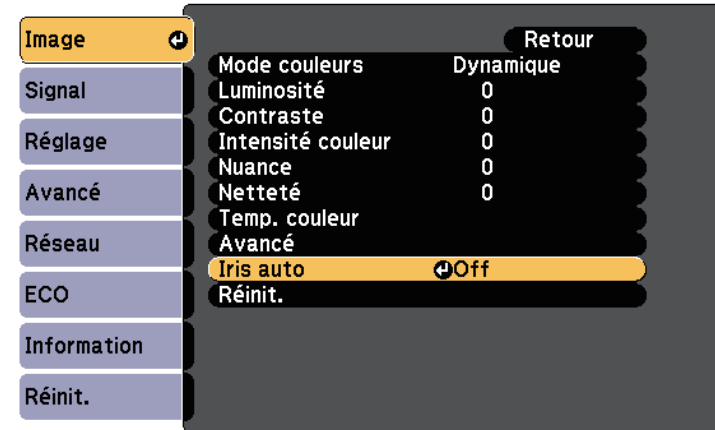 Image
Signal
Réglage
Avancé
Réseau
ECO
Information
Réinit.
Retour
Mode couleurs Dynamique
Luminosité 0
Contraste 0
Intensité couleur 0
Nuance 0
Netteté 0
Temp. couleur
Avancé
Iris auto Off
Réinit.